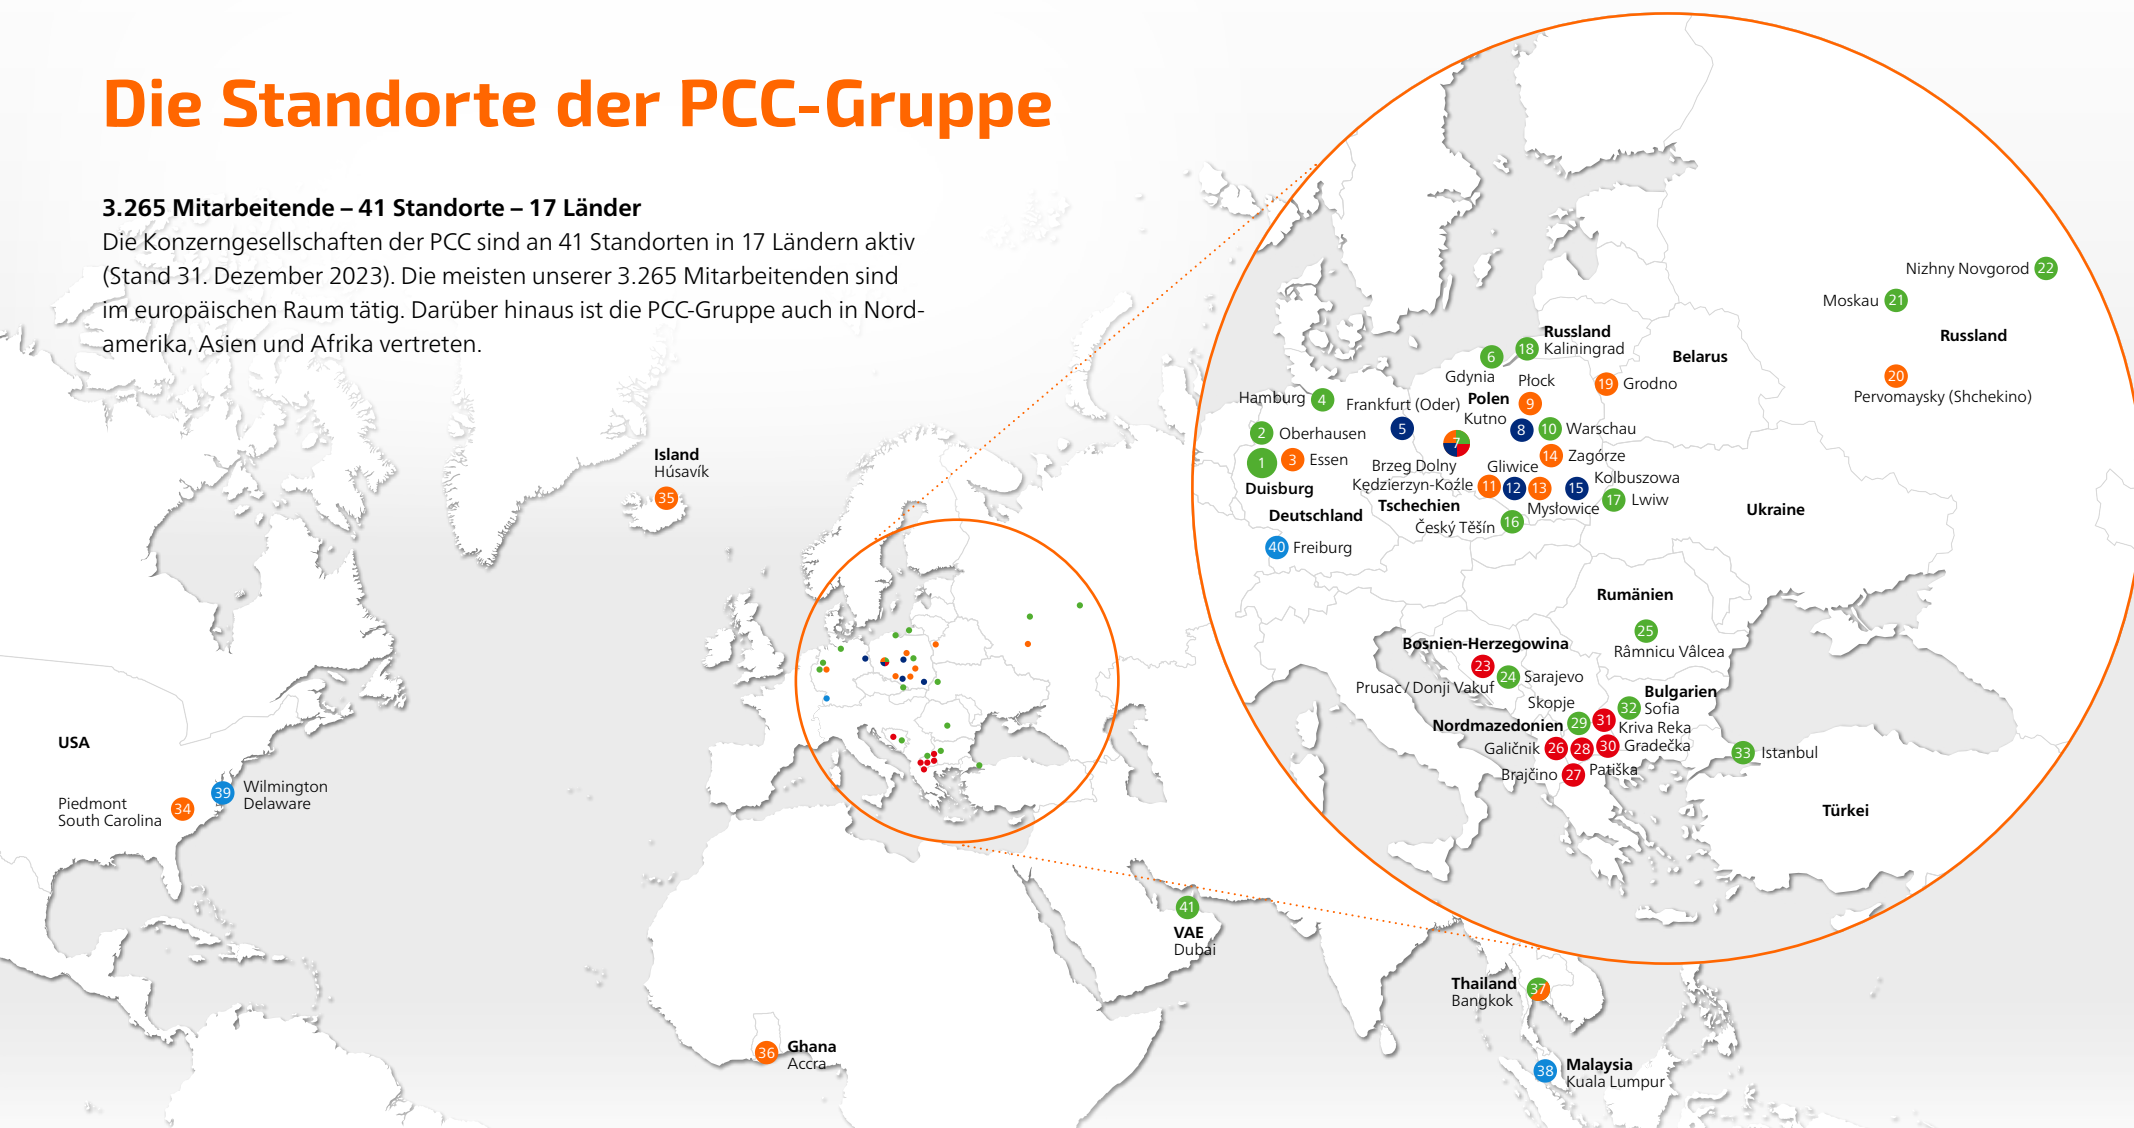 Die Standorte der PCC-Gruppe
3.265 Mitarbeitende – 41 Standorte – 17 Länder
Die Konzerngesellschaften der PCC sind an 41 Standorten in 17 Ländern aktiv
(Stand 31. Dezember 2023). Die meisten unserer 3.265 Mitarbeitenden sind
im europäischen Raum tätig. Darüber hinaus ist die PCC-Gruppe auch in Nord-
amerika, Asien und Afrika vertreten.
Island
Húsavík
35
USA
Piedmont
South Carolina
34
39
Wilmington
Delaware
36
Ghana
Accra
41
VAE
Dubai
Thailand
Bangkok
37
38
Malaysia
Kuala Lumpur
Nizhny Novgorod 22
Moskau 21
Russland
20
Pervomaysky (Shchekino)
Russland
18 Kaliningrad
6
Gdynia
Belarus
19 Grodno
Płock
9
Polen
Kutno
8
10 Warschau
Hamburg 4
Frankfurt (Oder)
5
2 Oberhausen
1
3 Essen
Duisburg
Deutschland
40 Freiburg
7
Brzeg Dolny
14 Zagórze
Gliwice
Kędzierzyn-Koźle 11
12
13
Mysłowice
15
Kolbuszowa
17 Lwiw
Tschechien
Český Těšín 16
Ukraine
Rumänien
25
Râmnicu Vâlcea
Bosnien-Herzegowina
23
Prusac / Donji Vakuf
24 Sarajevo
Bulgarien
32 Sofia
Skopje
Nordmazedonien 29
31
Kriva Reka
Galičnik 26
28
30 Gradečka
Patiška
Brajčino 27
33 Istanbul
Türkei